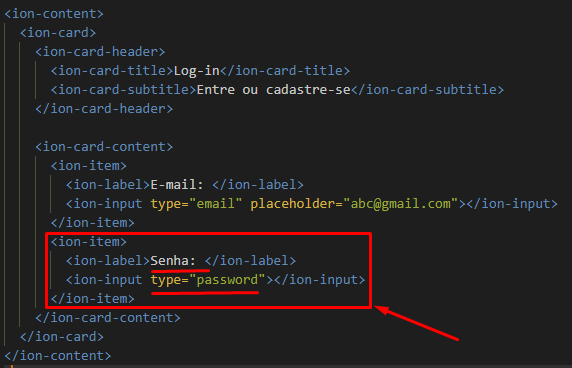 <ion-content>
<ion-card>
<ion-card-header>
<ion-card-title>Log-in</ion-card-title>
<ion-card-subtitle>Entre ou cadastre-se</ion-card-subtitle>
</ion-card-header>
<ion-card-content>
<ion-item>
<ion-label>E-mail: </ion-label>
<ion-input type="email" placeholder="abc@gmail.com"></ion-input>
</ion-item>
<ion-item>
<ion-label>Senha: </ion-label>
<ion-input type="password"></ion-input>
</ion-item>
</ion-card-content>
</ion-card>
</ion-content>